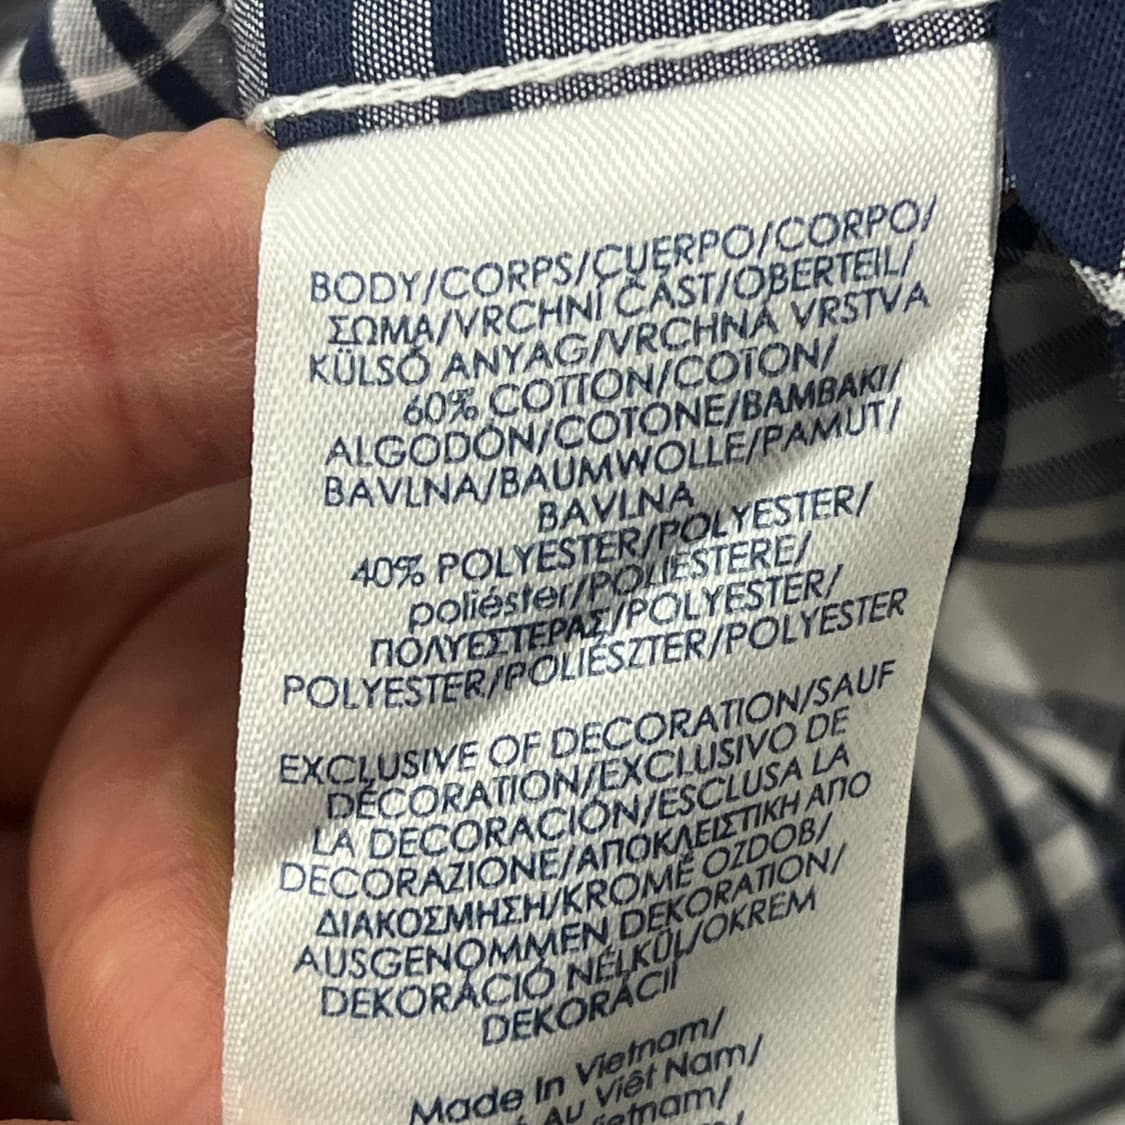 BODY/CORPS/CUERPO/CORPO/
ΣΩΜΑ/VRCHNÍ ČÁST/OBERTEIL/
KÜLSŐ ANYAG/VRCHNÁ VRSTVA
60% COTTON/COTON/
ALGODÓN/COTONE/BAMBAKI/
BAVLNA/BAUMWOLLE/PAMUT/
BAVLNA
40% POLYESTER/POLYESTER/
poliéster/POLIESTERE/
ΠΟΛΥΕΣΤΕΡΑΣ/POLYESTER/
POLYESTER/POLIÉSZTER/POLYESTER
EXCLUSIVE OF DECORATION/SAUF
DÉCORATION/EXCLUSIVO DE
LA DECORACIÓN/ESCLUSA LA
DECORAZIONE/ΑΠΟΚΛΕΙΣΤΙΚΗ ΑΠΟ
ΔΙΑΚΟΣΜΗΣΗ/KROMĚ OZDOB/
AUSGENOMMEN DEKORATION/
DEKORÁCIÓ NÉLKÜL/OKREM
DEKORÁCIÍ
Made In Vietnam/
Au Việt Nam/